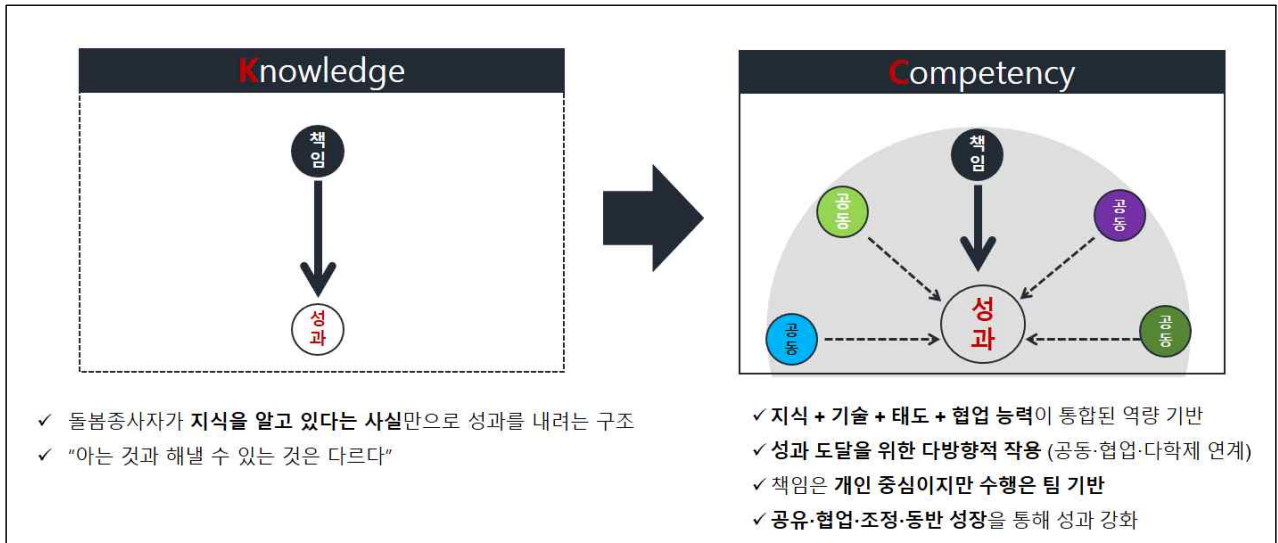 Knowledge
책임
성과
✓ 돌봄종사자가 지식을 알고 있다는 사실만으로 성과를 내려는 구조
✓ "아는 것과 해낼 수 있는 것은 다르다"
Competency
책임
공동
공동
공동
공동
성과
✓ 지식 + 기술 + 태도 + 협업 능력이 통합된 역량 기반
✓ 성과 도달을 위한 다방향적 작용 (공동·협업·다학제 연계)
✓ 책임은 개인 중심이지만 수행은 팀 기반
✓ 공유·협업·조정·동반 성장을 통해 성과 강화